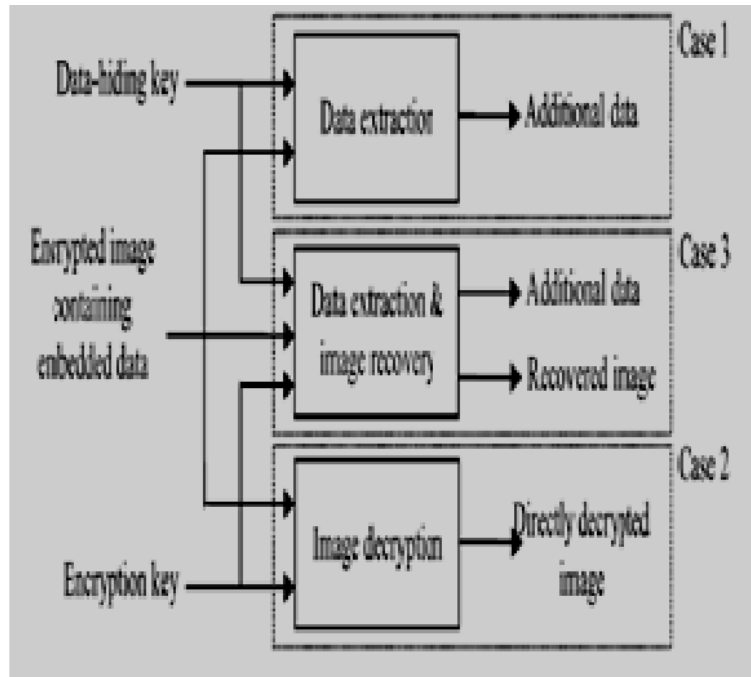 Case 1
Data-hiding key
Data extraction
Additional data
Case 3
Encrypted image
containing
enbedded data
Data extraction &
image recovery
Additional data
Recovered image
Case 2
Encryption key
Image decryption
Directly decrypted
image